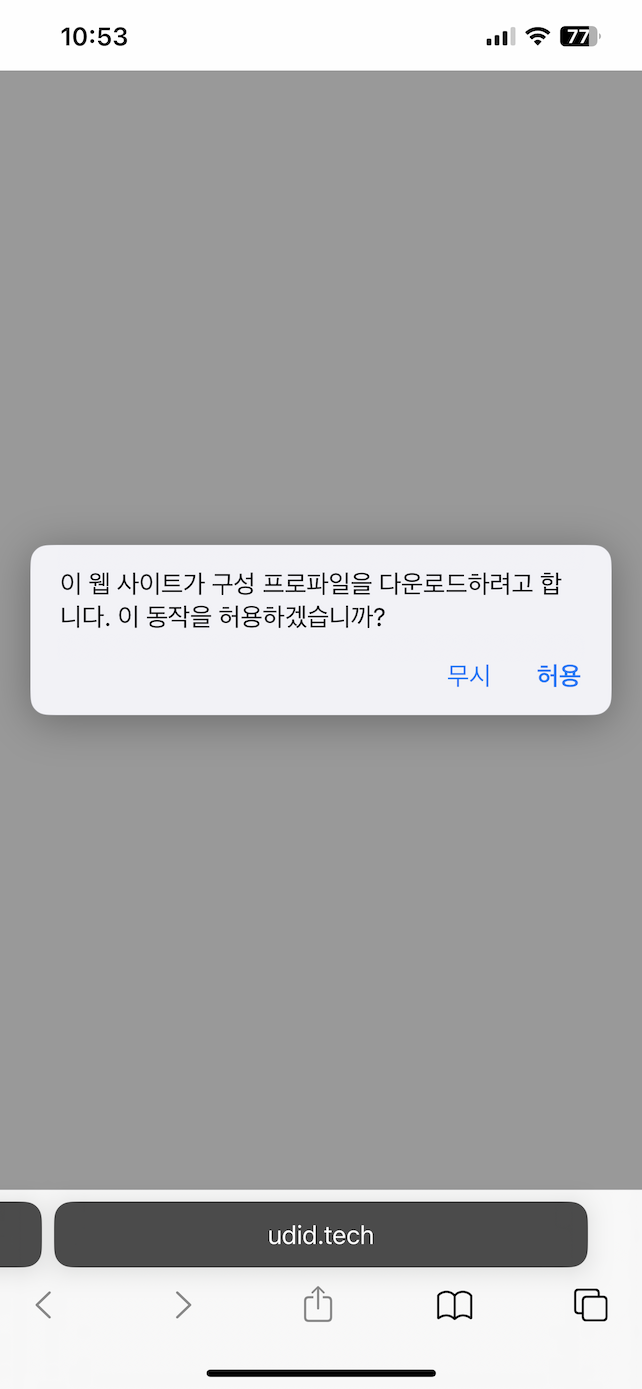 10:53
77
이 웹 사이트가 구성 프로파일을 다운로드하려고 합
니다. 이 동작을 허용하겠습니까?
무시 허용
udid.tech